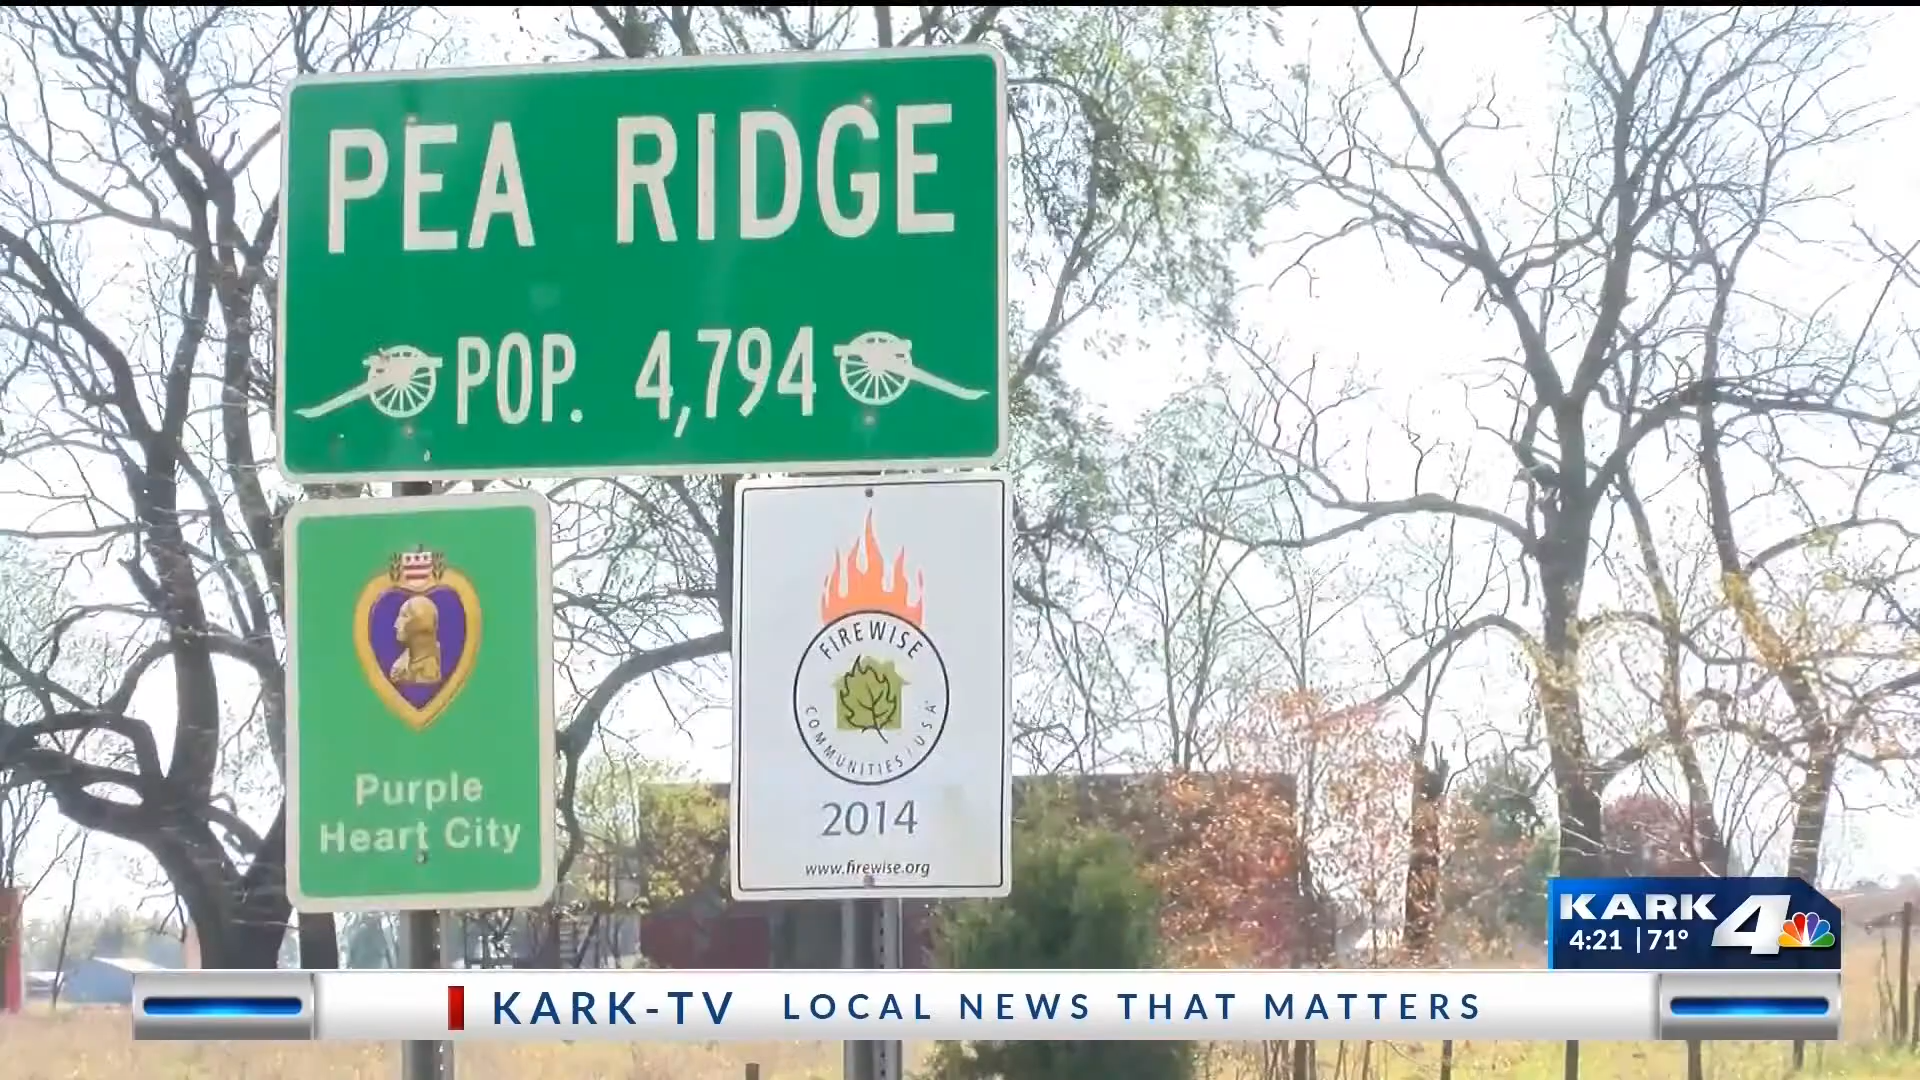 PEA RIDGE
POP. 4,794
Purple
Heart City
FIREWISE
COMMUNITIES/USA
2014
www.firewise.org
KARK 4
4:21 | 71°
KARK-TV LOCAL NEWS THAT MATTERS